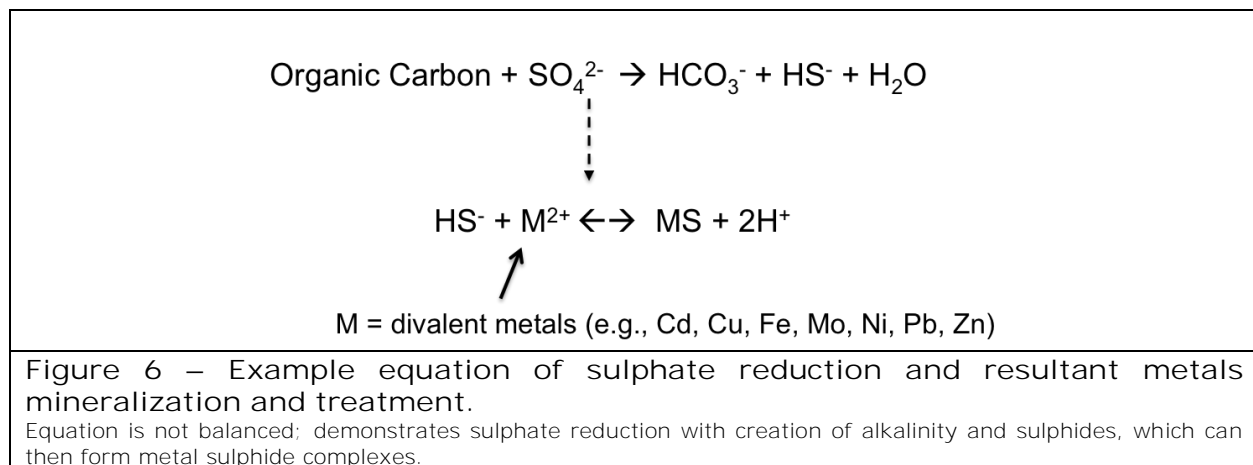 Organic Carbon + SO₄²⁻ → HCO₃⁻ + HS⁻ + H₂O
HS⁻ + M²⁺ ←→ MS + 2H⁺
M = divalent metals (e.g., Cd, Cu, Fe, Mo, Ni, Pb, Zn)
Figure 6 – Example equation of sulphate reduction and resultant metals
mineralization and treatment.
Equation is not balanced; demonstrates sulphate reduction with creation of alkalinity and sulphides, which can
then form metal sulphide complexes.